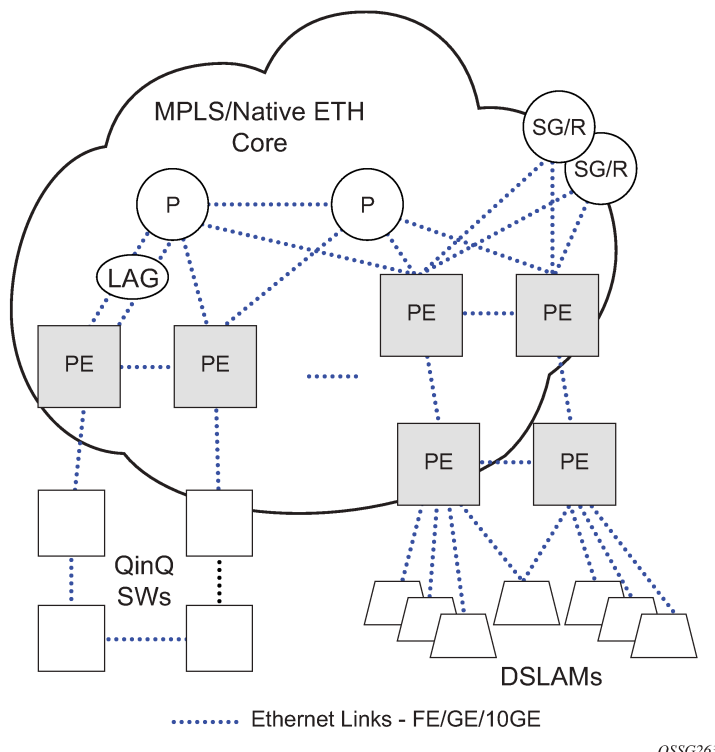 MPLS/Native ETH
Core
SG/R
SG/R
P
P
LAG
PE
PE
PE
PE
PE
PE
QinQ
SWs
DSLAMs
Ethernet Links - FE/GE/10GE